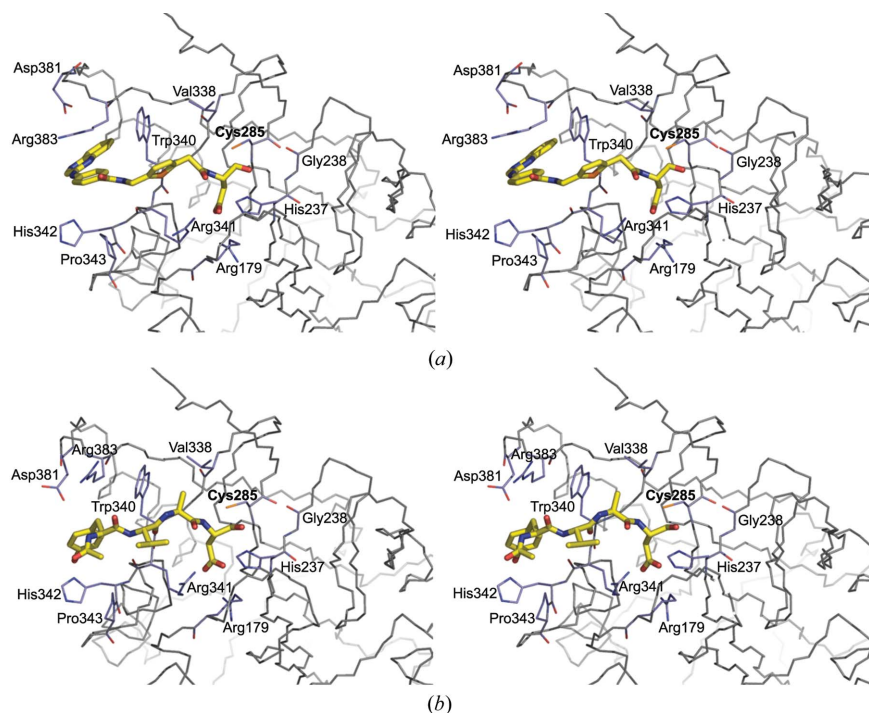 Asp381
Val338
Arg383
Trp340
Cys285
Gly238
His237
His342
Arg341
Pro343
Arg179
Asp381
Val338
Arg383
Trp340
Cys285
Gly238
His237
His342
Arg341
Pro343
Arg179
(a)
Arg383
Val338
Asp381
Trp340
Cys285
Gly238
His342
Arg341
His237
Pro343
Arg179
Arg383
Val338
Asp381
Trp340
Cys285
Gly238
His342
Arg341
His237
Pro343
Arg179
(b)